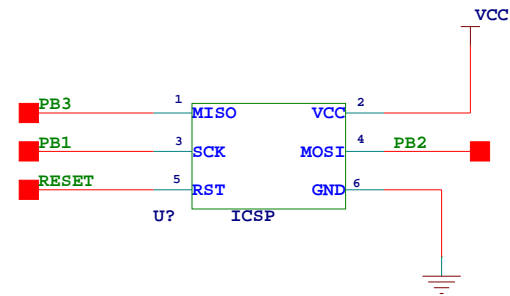 VCC
PB3 1 MISO VCC 2
PB1 3 SCK MOSI 4 PB2
RESET 5 RST GND 6
U? ICSP